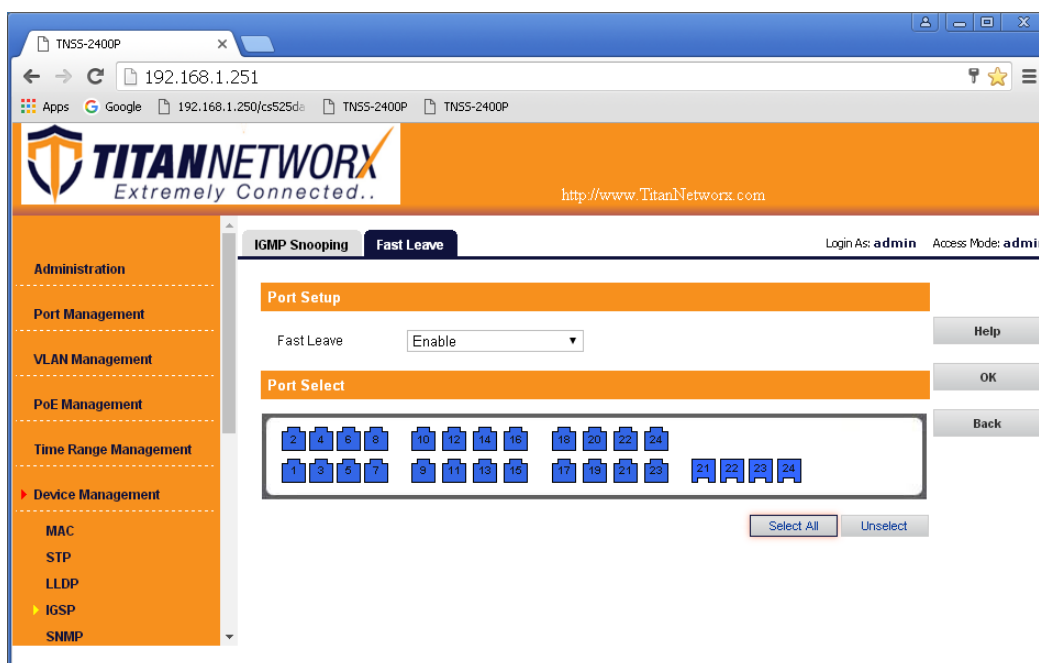 TNSS-2400P
192.168.1.251
Apps Google 192.168.1.250/cs525da TNSS-2400P TNSS-2400P
TITANNETWORX
Extremely Connected..
http://www.TitanNetworx.com
IGMP Snooping Fast Leave Login As: admin Access Mode: admi
Administration
Port Management
VLAN Management
PoE Management
Time Range Management
Device Management
MAC
STP
LLDP
IGSP
SNMP
Port Setup
Fast Leave Enable
Port Select
2 4 6 8 10 12 14 16 18 20 22 24
1 3 5 7 9 11 13 15 17 19 21 23 21 22 23 24
Select All Unselect
Help
OK
Back